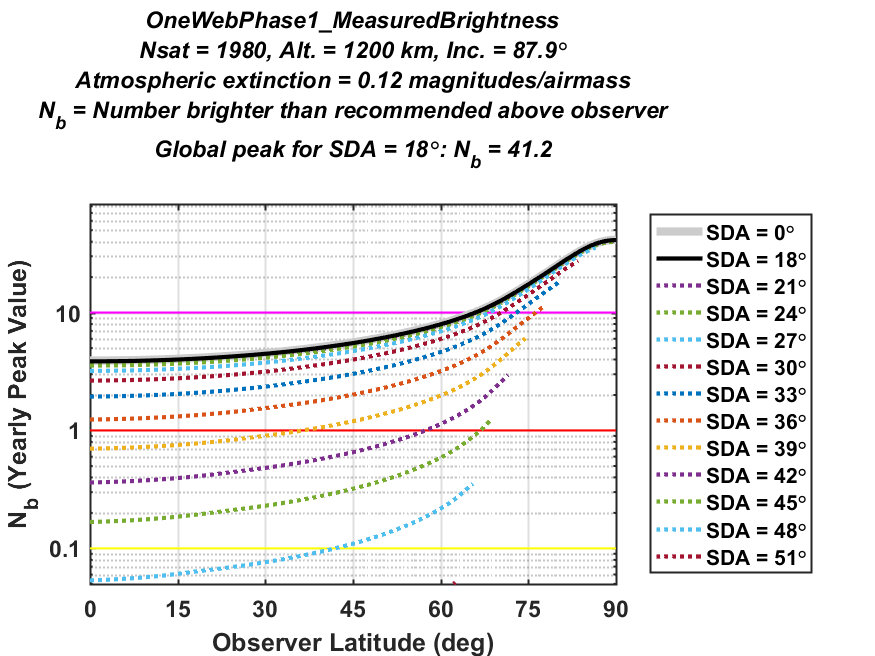 OneWebPhase1_MeasuredBrightness
Nsat = 1980, Alt. = 1200 km, Inc. = 87.9°
Atmospheric extinction = 0.12 magnitudes/airmass
N_b = Number brighter than recommended above observer
Global peak for SDA = 18°: N_b = 41.2
N_b (Yearly Peak Value)
10
1
0.1
0 15 30 45 60 75 90
Observer Latitude (deg)
SDA = 0°
SDA = 18°
SDA = 21°
SDA = 24°
SDA = 27°
SDA = 30°
SDA = 33°
SDA = 36°
SDA = 39°
SDA = 42°
SDA = 45°
SDA = 48°
SDA = 51°